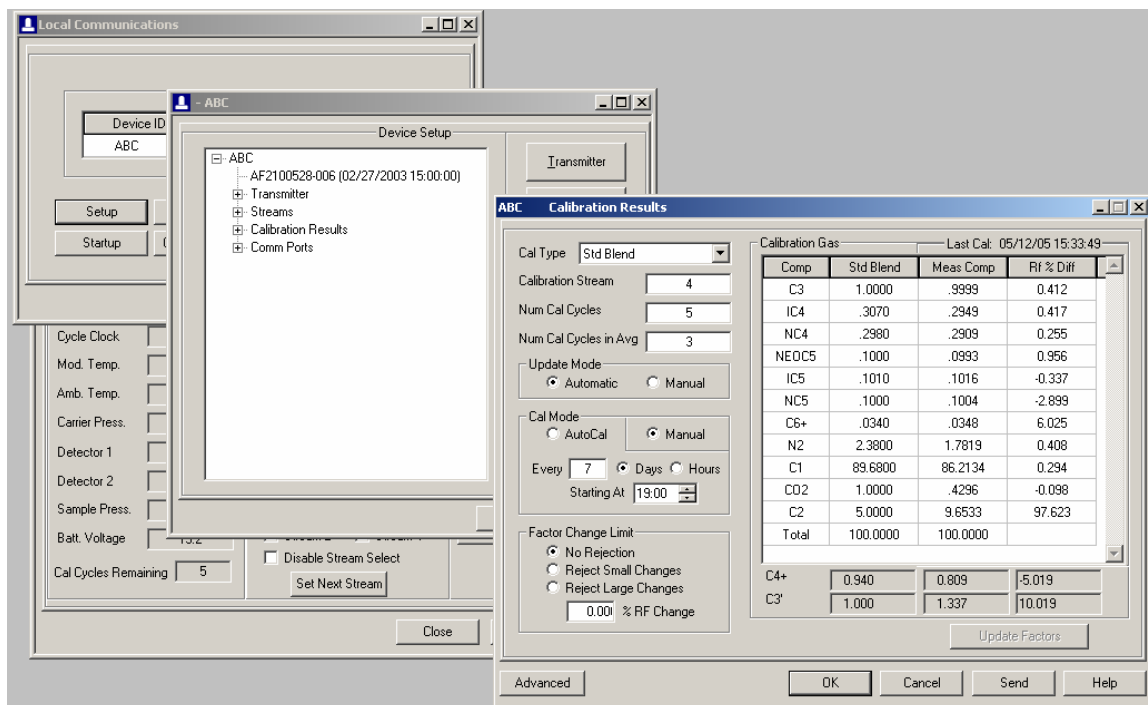 Local Communications
Device ID
ABC
Setup
Startup
- ABC
Device Setup
ABC
AF2100528-006 (02/27/2003 15:00:00)
Transmitter
Streams
Calibration Results
Comm Ports
Transmitter
Cycle Clock
Mod. Temp.
Amb. Temp.
Carrier Press.
Detector 1
Detector 2
Sample Press.
Batt. Voltage
Cal Cycles Remaining 5
Disable Stream Select
Set Next Stream
Close
ABC Calibration Results
Cal Type Std Blend
Calibration Stream 4
Num Cal Cycles 5
Num Cal Cycles in Avg 3
Update Mode
Automatic Manual
Cal Mode
AutoCal Manual
Every 7 Days Hours
Starting At 19:00
Factor Change Limit
No Rejection
Reject Small Changes
Reject Large Changes
% RF Change
Calibration Gas Last Cal: 05/12/05 15:33:49
Comp Std Blend Meas Comp Rf % Diff
C3 1.0000 .9999 0.412
IC4 .3070 .2949 0.417
NC4 .2980 .2909 0.255
NEOC5 .1000 .0993 0.956
IC5 .1010 .1016 -0.337
NC5 .1000 .1004 -2.899
C6+ .0340 .0348 6.025
N2 2.3800 1.7819 0.408
C1 89.6800 86.2134 0.294
CO2 1.0000 .4296 -0.098
C2 5.0000 9.6533 97.623
Total 100.0000 100.0000
C4+ 0.940 0.809 -5.019
C3' 1.000 1.337 10.019
Update Factors
Advanced OK Cancel Send Help